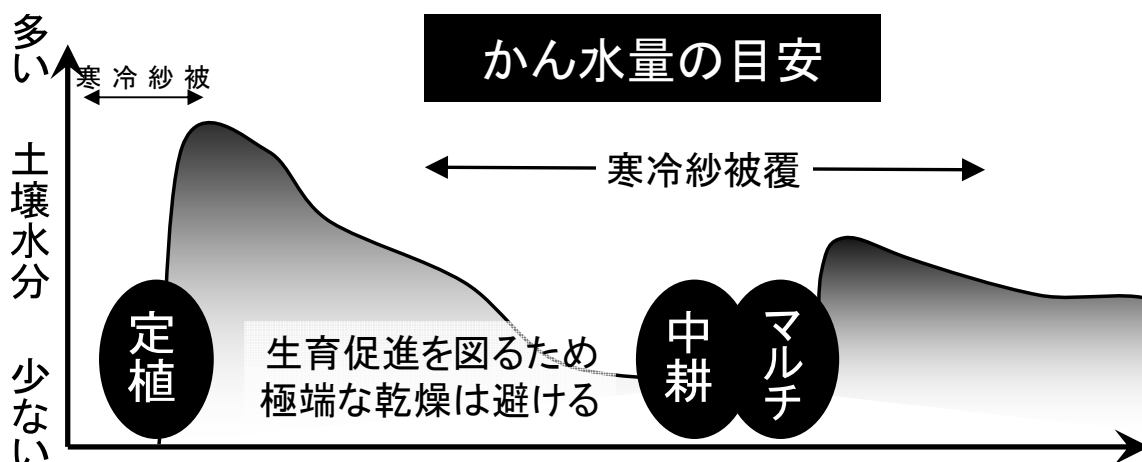 かん水量の目安
多い
土壌水分
少ない
寒冷紗被
寒冷紗被覆
定植
生育促進を図るため
極端な乾燥は避ける
中耕
マルチ